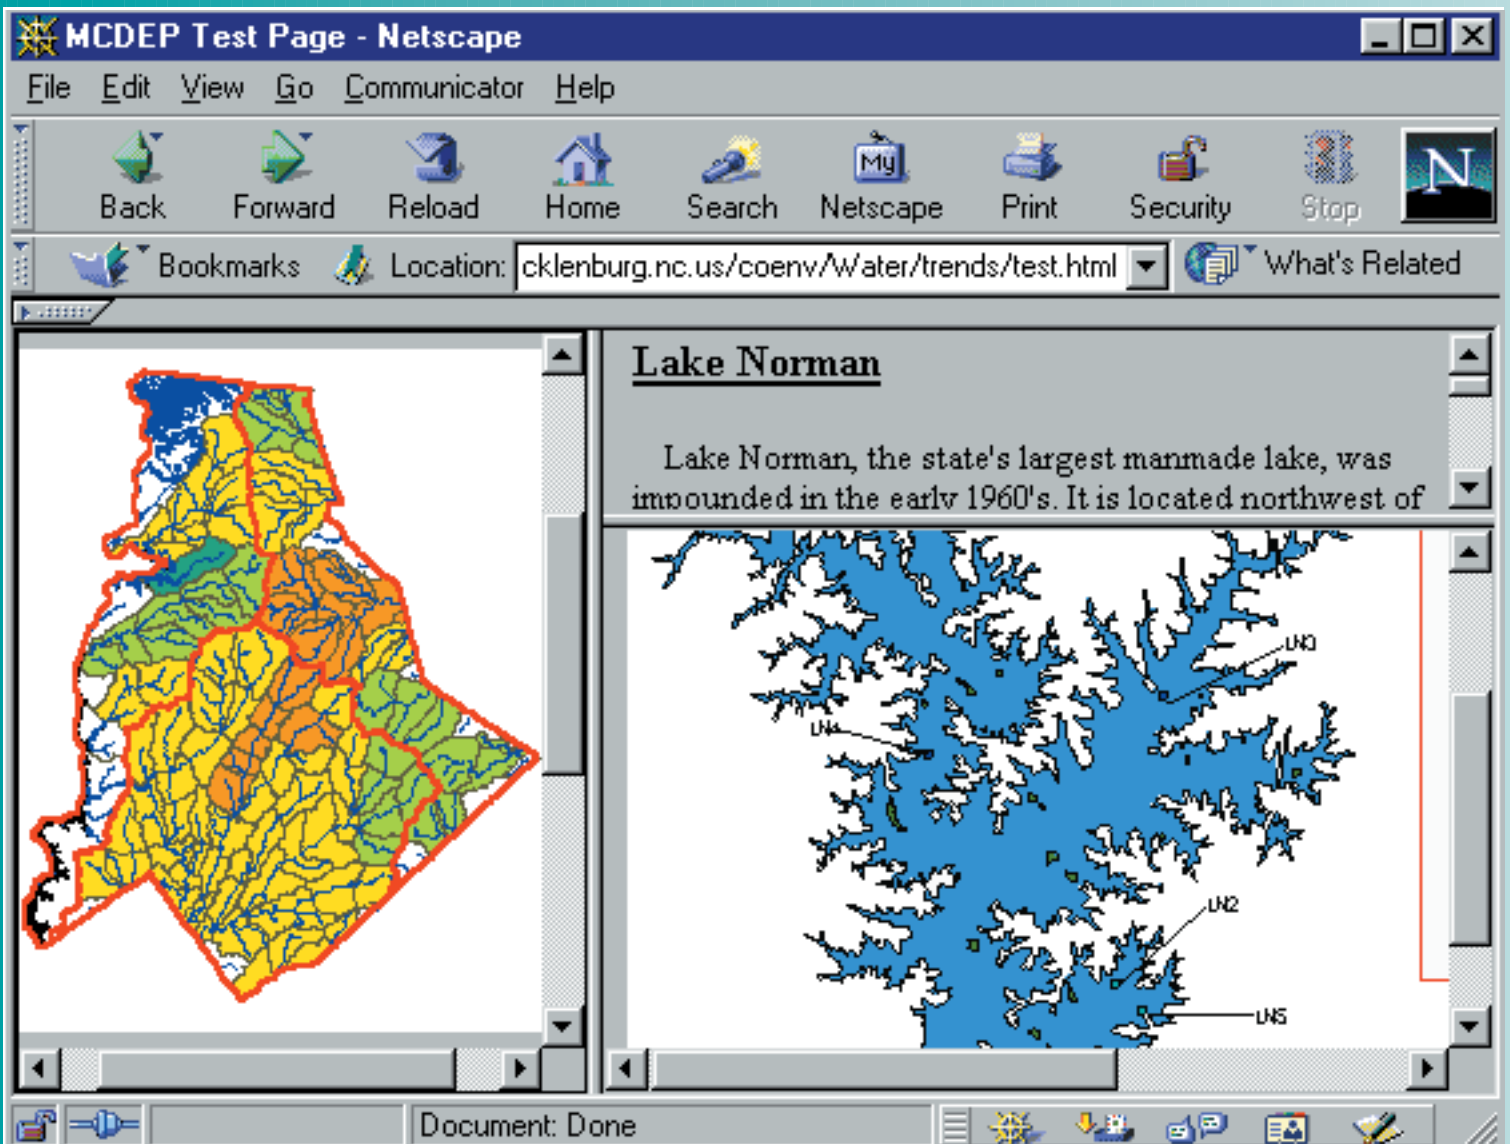 MCDEP Test Page - Netscape
File Edit View Go Communicator Help
My
N
Back Forward Reload Home Search Netscape Print Security Stop
Bookmarks Location: cklenburg.nc.us/coenv/Water/trends/test.html What's Related
Lake Norman
Lake Norman, the state's largest manmade lake, was
impounded in the early 1960's. It is located northwest of
LN3
LN4
LN2
LN5
Document: Done